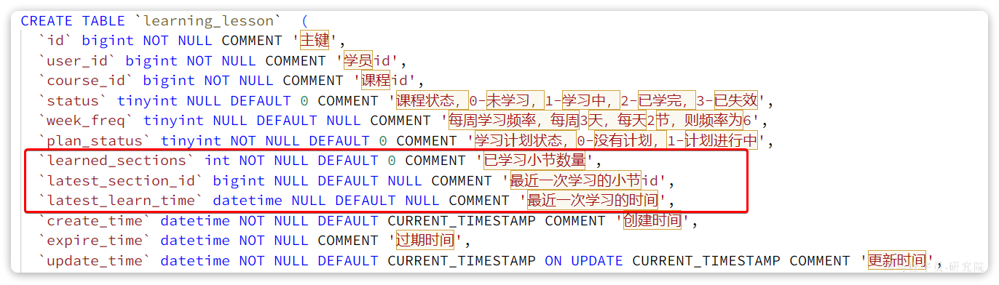 CREATE TABLE `learning_lesson`  (
`id` bigint NOT NULL COMMENT '主键',
`user_id` bigint NOT NULL COMMENT '学员id',
`course_id` bigint NOT NULL COMMENT '课程id',
`status` tinyint NULL DEFAULT 0 COMMENT '课程状态，0-未学习，1-学习中，2-已学完，3-已失效',
`week_freq` tinyint NULL DEFAULT NULL COMMENT '每周学习频率，每周3天，每天2节，则频率为6',
`plan_status` tinyint NOT NULL DEFAULT 0 COMMENT '学习计划状态，0-没有计划，1-计划进行中',
`learned_sections` int NOT NULL DEFAULT 0 COMMENT '已学习小节数量',
`latest_section_id` bigint NULL DEFAULT NULL COMMENT '最近一次学习的小节id',
`latest_learn_time` datetime NULL DEFAULT NULL COMMENT '最近一次学习的时间',
`create_time` datetime NOT NULL DEFAULT CURRENT_TIMESTAMP COMMENT '创建时间',
`expire_time` datetime NOT NULL COMMENT '过期时间',
`update_time` datetime NOT NULL DEFAULT CURRENT_TIMESTAMP ON UPDATE CURRENT_TIMESTAMP COMMENT '更新时间',
研究院